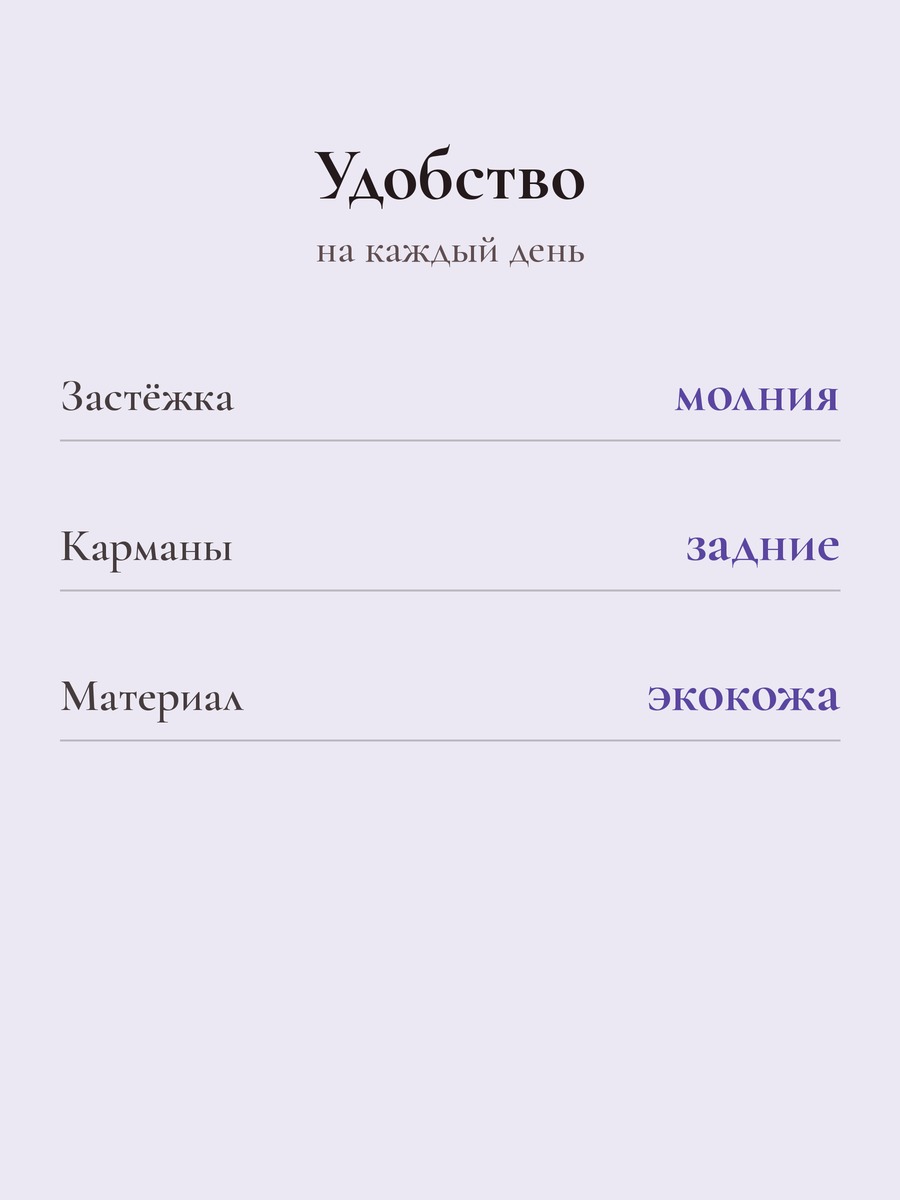 Удобство
на каждый день
Застёжка молния
Карманы задние
Материал экокожа